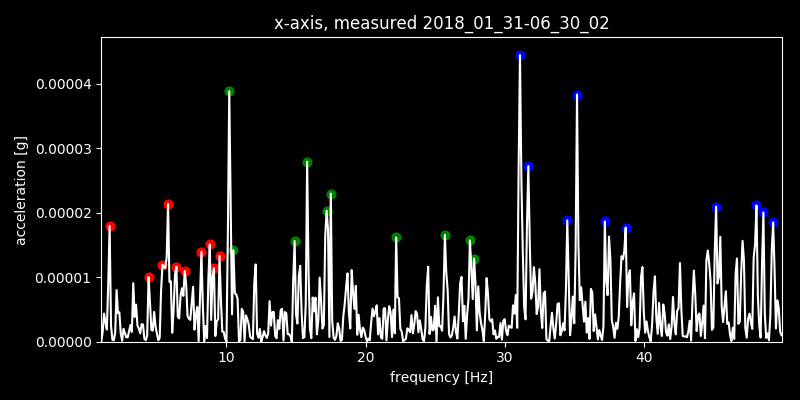 x-axis, measured 2018_01_31-06_30_02
0.00004
0.00003
0.00002
0.00001
0.00000
acceleration [g]
10 20 30 40
frequency [Hz]